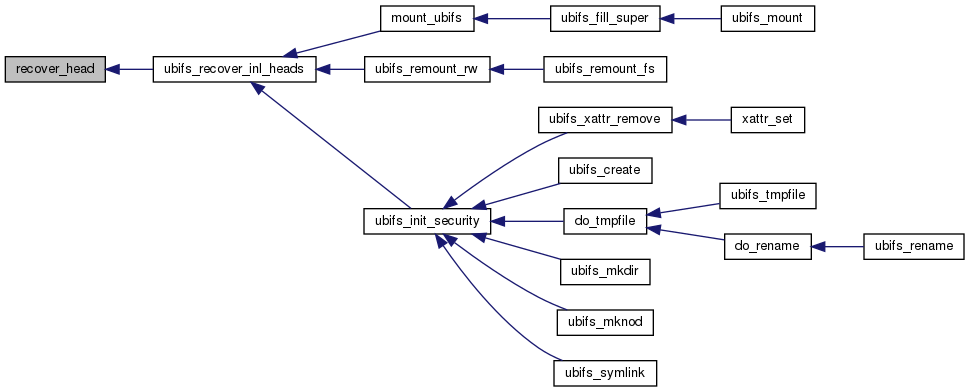 mount_ubifs
ubifs_fill_super
ubifs_mount
recover_head
ubifs_recover_inl_heads
ubifs_remount_rw
ubifs_remount_fs
ubifs_xattr_remove
xattr_set
ubifs_create
ubifs_tmpfile
ubifs_init_security
do_tmpfile
do_rename
ubifs_rename
ubifs_mkdir
ubifs_mknod
ubifs_symlink